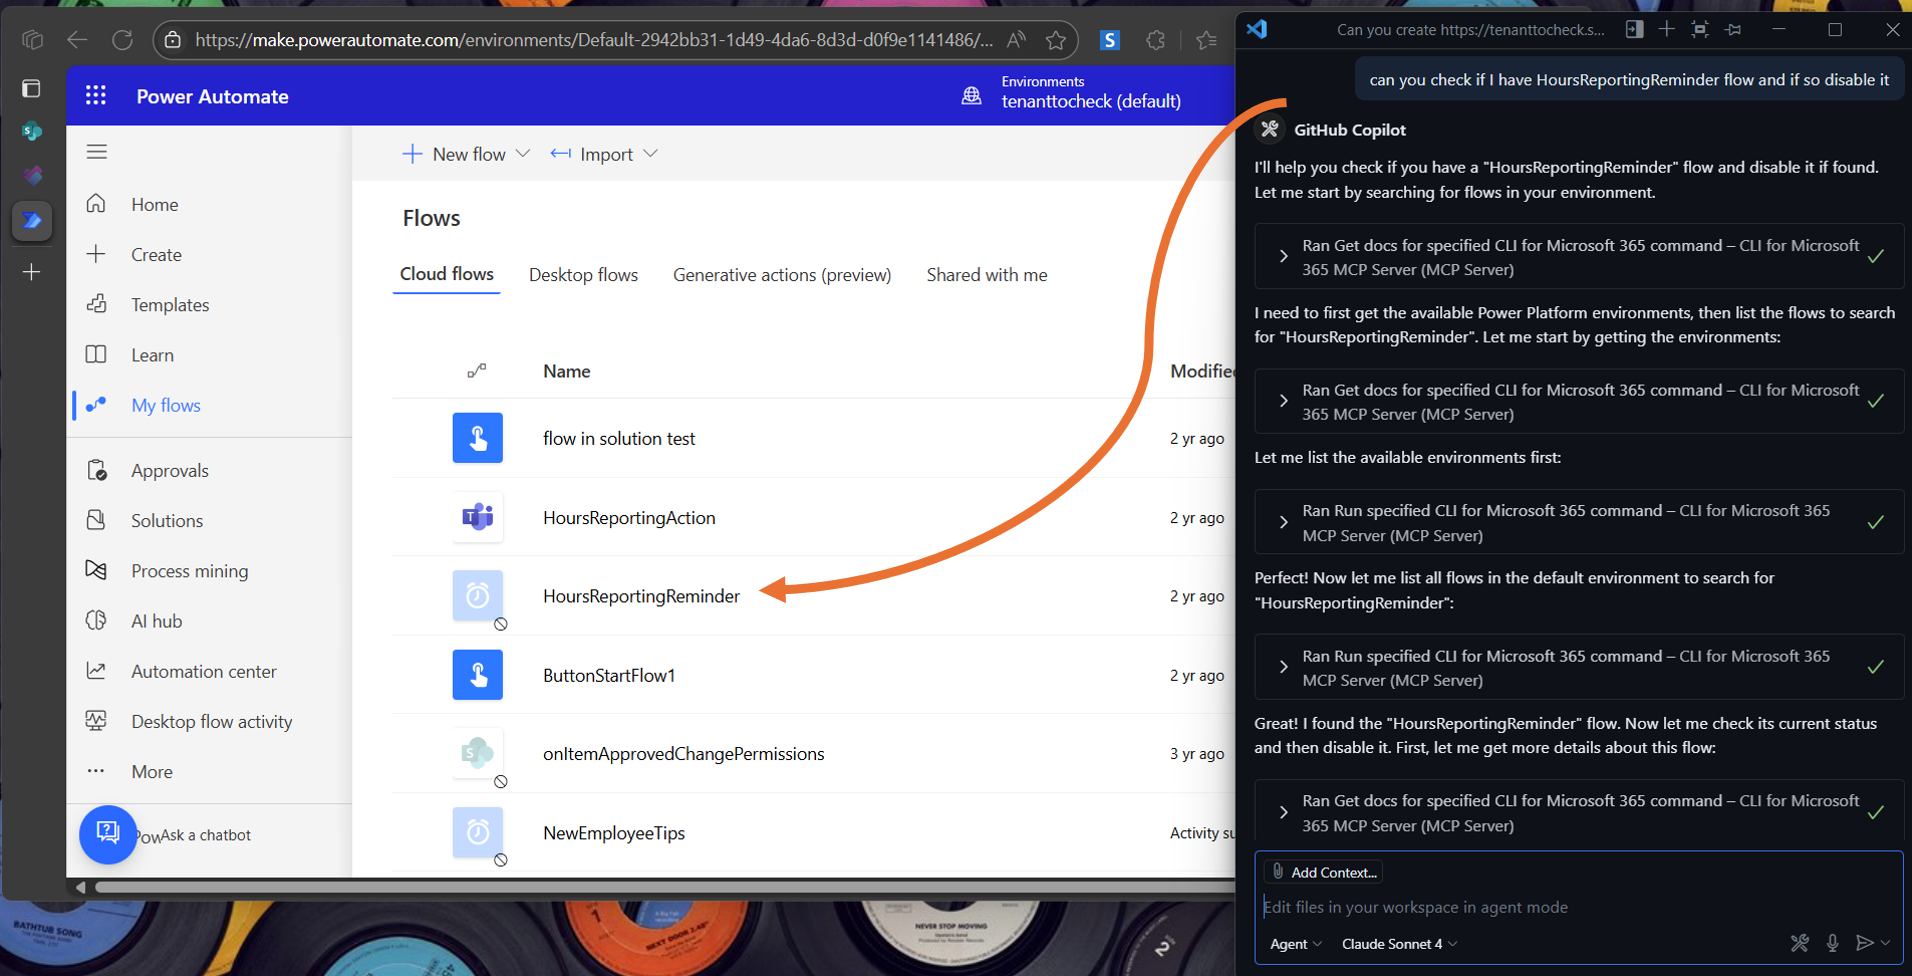 https://make.powerautomate.com/environments/Default-2942bb31-1d49-4da6-8d3d-d0f9e1141486/...
Power Automate
Environments
tenanttocheck (default)
New flow
Import
Home
Create
Templates
Learn
My flows
Approvals
Solutions
Process mining
AI hub
Automation center
Desktop flow activity
More
Ask a chatbot
Flows
Cloud flows
Desktop flows
Generative actions (preview)
Shared with me
Name
Modified
flow in solution test
2 yr ago
HoursReportingAction
2 yr ago
HoursReportingReminder
2 yr ago
ButtonStartFlow1
2 yr ago
onItemApprovedChangePermissions
3 yr ago
NewEmployeeTips
Activity su
Can you create https://tenanttocheck.s...
can you check if I have HoursReportingReminder flow and if so disable it
GitHub Copilot
I'll help you check if you have a "HoursReportingReminder" flow and disable it if found.
Let me start by searching for flows in your environment.
Ran Get docs for specified CLI for Microsoft 365 command – CLI for Microsoft
365 MCP Server (MCP Server)
I need to first get the available Power Platform environments, then list the flows to search
for "HoursReportingReminder". Let me start by getting the environments:
Ran Get docs for specified CLI for Microsoft 365 command – CLI for Microsoft
365 MCP Server (MCP Server)
Let me list the available environments first:
Ran Run specified CLI for Microsoft 365 command – CLI for Microsoft 365
MCP Server (MCP Server)
Perfect! Now let me list all flows in the default environment to search for
"HoursReportingReminder":
Ran Run specified CLI for Microsoft 365 command – CLI for Microsoft 365
MCP Server (MCP Server)
Great! I found the "HoursReportingReminder" flow. Now let me check its current status
and then disable it. First, let me get more details about this flow:
Ran Get docs for specified CLI for Microsoft 365 command – CLI for Microsoft
365 MCP Server (MCP Server)
Add Context...
Edit files in your workspace in agent mode
Agent
Claude Sonnet 4
BATHTUB SONG
NEVER STOP MOVING
2